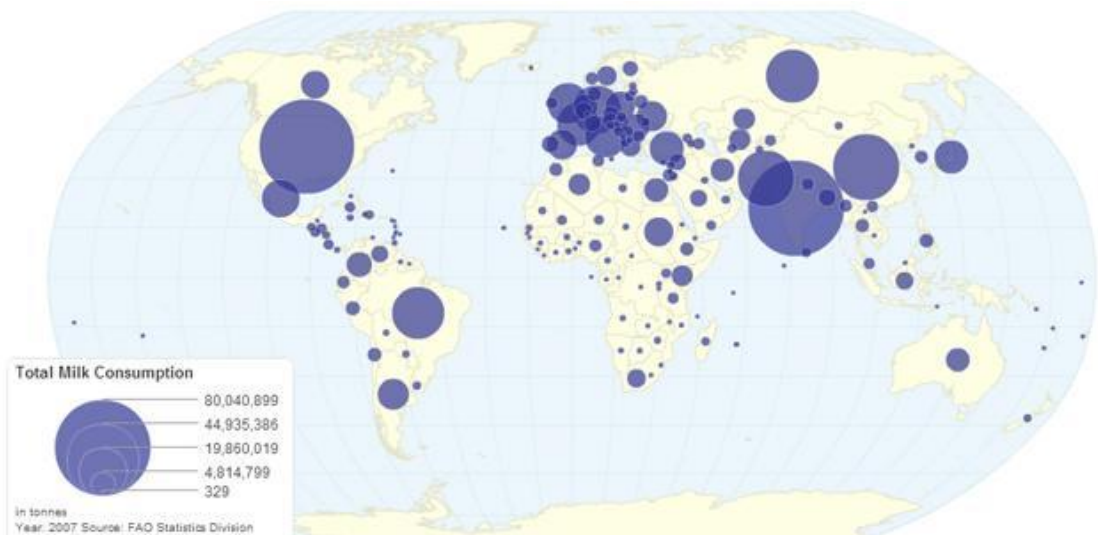 Total Milk Consumption
80,040,899
44,935,386
19,860,019
4,814,799
329
in tonnes
Year: 2007 Source: FAO Statistics Division